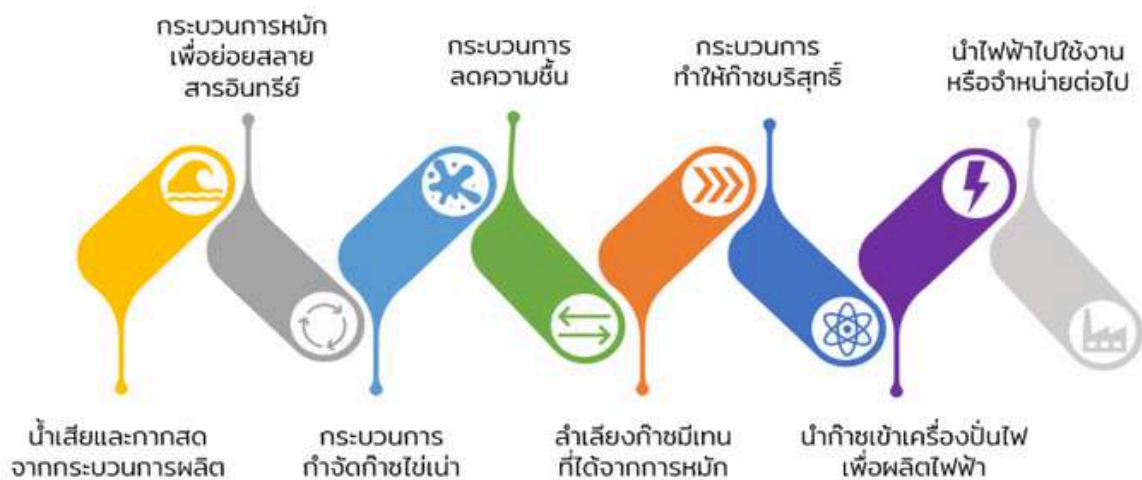 กระบวนการหมัก
เพื่อย่อยสลาย
สารอินทรีย์
กระบวนการ
ลดความชื้น
กระบวนการ
ทำให้ก๊าซบริสุทธิ์
นำไฟฟ้าไปใช้งาน
หรือจำหน่ายต่อไป
น้ำเสียและกากสด
จากกระบวนการผลิต
กระบวนการ
กำจัดก๊าซไข่เน่า
ลำเลียงก๊าซมีเทน
ที่ได้จากการหมัก
นำก๊าซเข้าเครื่องปั่นไฟ
เพื่อผลิตไฟฟ้า